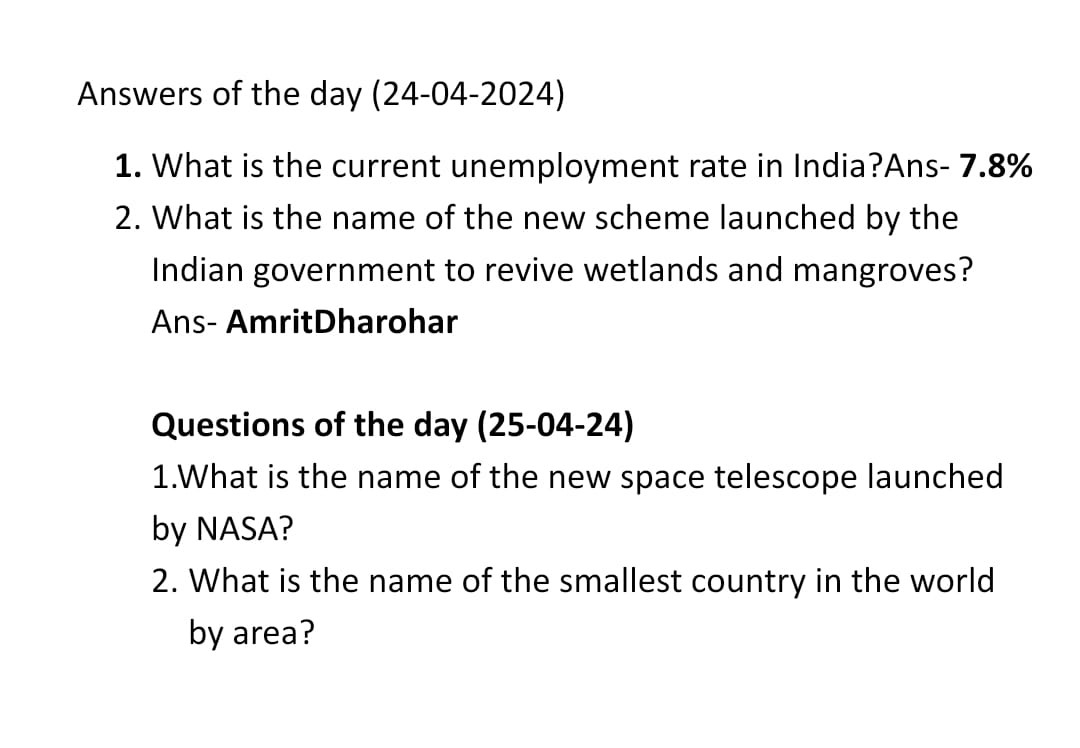 Answers of the day (24-04-2024)
1. What is the current unemployment rate in India?Ans- 7.8%
2. What is the name of the new scheme launched by the
Indian government to revive wetlands and mangroves?
Ans- AmritDharohar
Questions of the day (25-04-24)
1.What is the name of the new space telescope launched
by NASA?
2. What is the name of the smallest country in the world
by area?